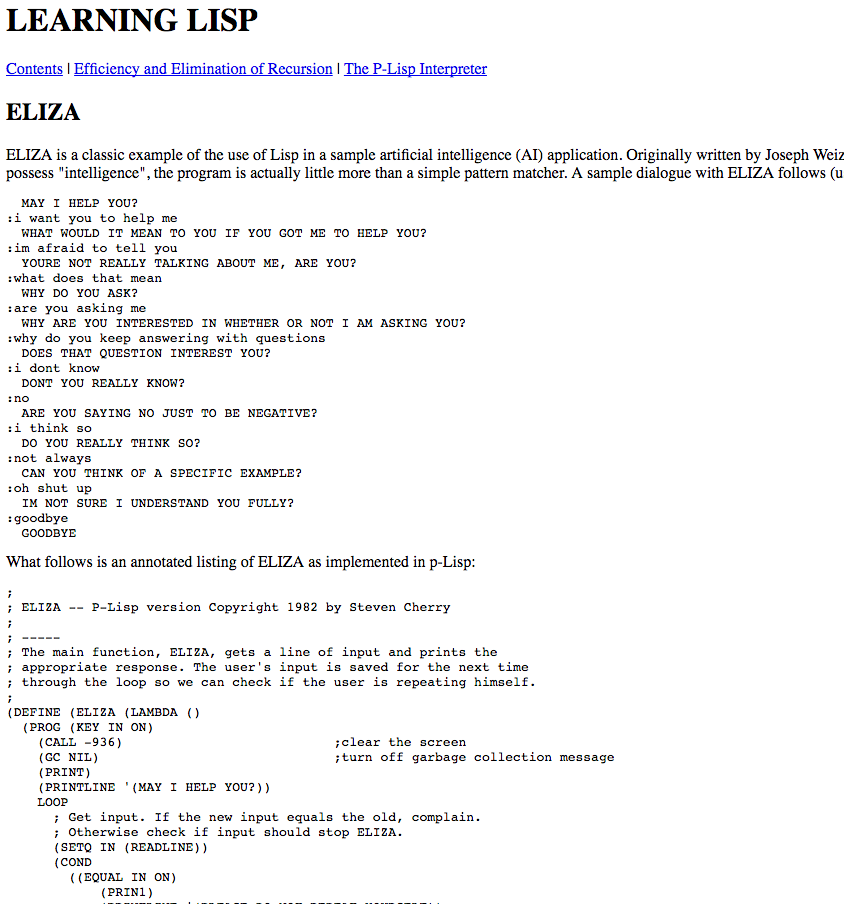 LEARNING LISP
Contents | Efficiency and Elimination of Recursion | The P-Lisp Interpreter
ELIZA
ELIZA is a classic example of the use of Lisp in a sample artificial intelligence (AI) application. Originally written by Joseph Weiz
possess "intelligence", the program is actually little more than a simple pattern matcher. A sample dialogue with ELIZA follows (u
  MAY I HELP YOU?
:i want you to help me
  WHAT WOULD IT MEAN TO YOU IF YOU GOT ME TO HELP YOU?
:im afraid to tell you
  YOURE NOT REALLY TALKING ABOUT ME, ARE YOU?
:what does that mean
  WHY DO YOU ASK?
:are you asking me
  WHY ARE YOU INTERESTED IN WHETHER OR NOT I AM ASKING YOU?
:why do you keep answering with questions
  DOES THAT QUESTION INTEREST YOU?
:i dont know
  DONT YOU REALLY KNOW?
:no
  ARE YOU SAYING NO JUST TO BE NEGATIVE?
:i think so
  DO YOU REALLY THINK SO?
:not always
  CAN YOU THINK OF A SPECIFIC EXAMPLE?
:oh shut up
  IM NOT SURE I UNDERSTAND YOU FULLY?
:goodbye
  GOODBYE
What follows is an annotated listing of ELIZA as implemented in p-Lisp:
;
; ELIZA -- P-Lisp version Copyright 1982 by Steven Cherry
;
; -----
; The main function, ELIZA, gets a line of input and prints the
; appropriate response. The user's input is saved for the next time
; through the loop so we can check if the user is repeating himself.
;
(DEFINE (ELIZA (LAMBDA ()
  (PROG (KEY IN ON)
    (CALL -936)                           ;clear the screen
    (GC NIL)                              ;turn off garbage collection message
    (PRINT)
    (PRINTLINE '(MAY I HELP YOU?))
    LOOP
      ; Get input. If the new input equals the old, complain.
      ; Otherwise check if input should stop ELIZA.
      (SETQ IN (READLINE))
      (COND
        ((EQUAL IN ON)
            (PRIN1)